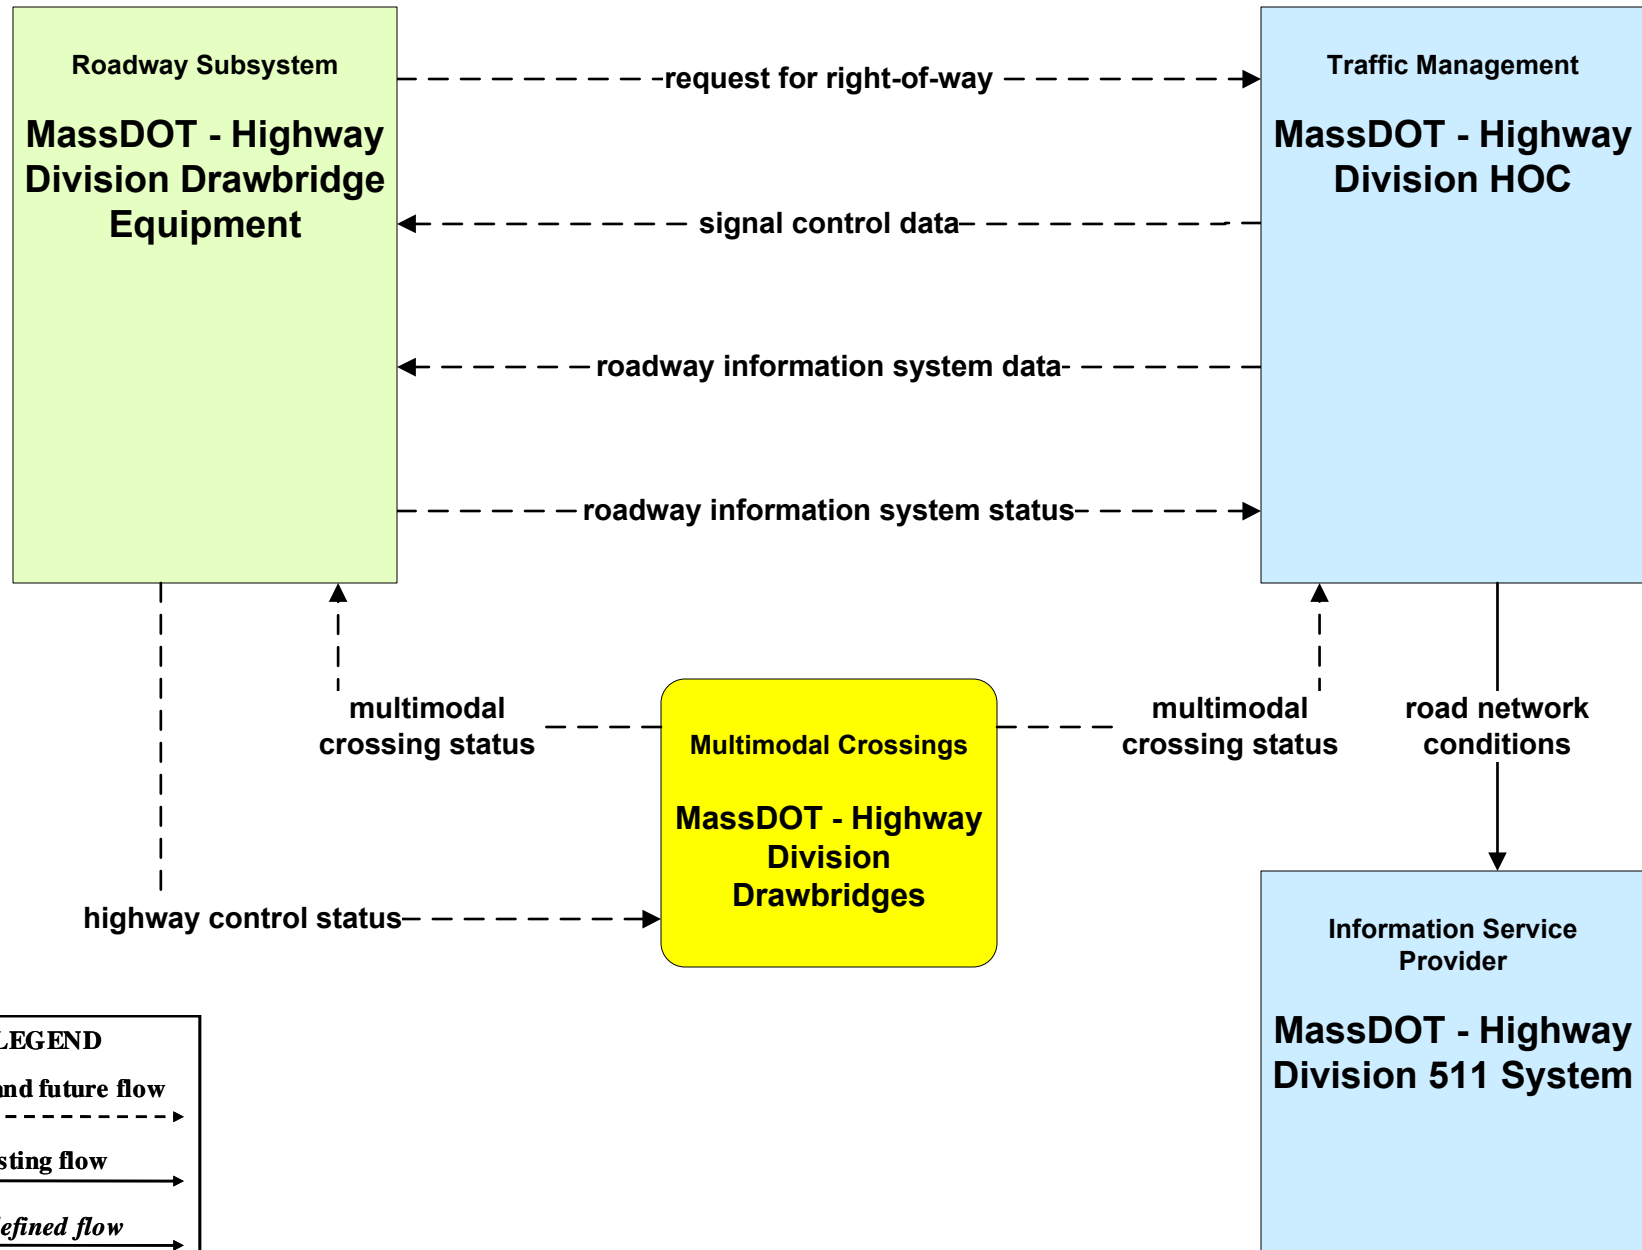 Roadway Subsystem
MassDOT - Highway
Division Drawbridge
Equipment
request for right-of-way
signal control data
roadway information system data
roadway information system status
Traffic Management
MassDOT - Highway
Division HOC
multimodal
crossing status
Multimodal Crossings
MassDOT - Highway
Division
Drawbridges
multimodal
crossing status
road network
conditions
highway control status
Information Service
Provider
MassDOT - Highway
Division 511 System
LEGEND
and future flow
flow
flow